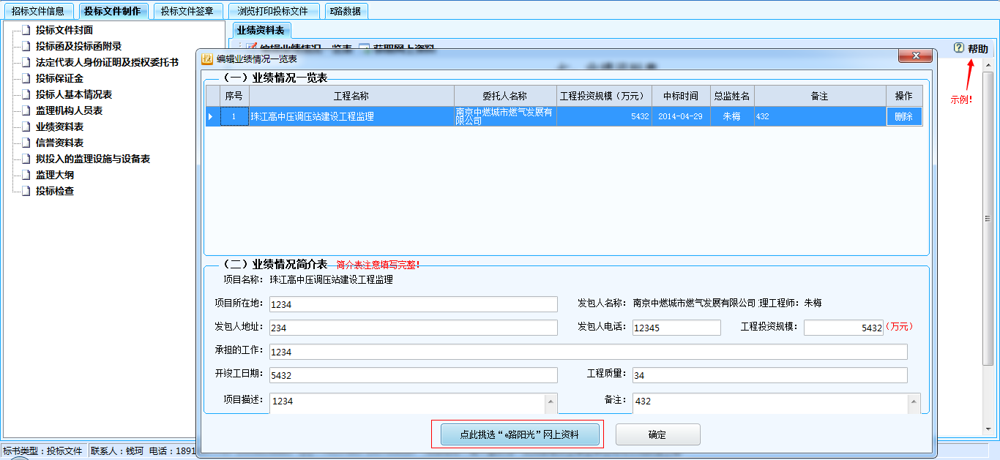 招标文件信息 投标文件制作 投标文件签章 浏览打印投标文件 E路数据
投标文件封面
投标函及投标函附录
法定代表人身份证明及授权委托书
投标保证金
投标人基本情况表
监理机构人员表
业绩资料表
信誉资料表
拟投入的监理设施与设备表
监理大纲
投标检查
业绩资料表
帮助
示例!
编辑业绩情况一览表
(一)业绩情况一览表
序号 工程名称 委托人名称 工程投资规模(万元) 中标时间 总监姓名 备注 操作
1 珠江高中压调压站建设工程监理 南京中燃城市燃气发展有限公司 5432 2014-04-29 朱梅 432 删除
(二)业绩情况简介表 简介表注意填写完整!
项目名称: 珠江高中压调压站建设工程监理
项目所在地: 1234 发包人名称: 南京中燃城市燃气发展有限公司 理工程师: 朱梅
发包人地址: 234 发包人电话: 12345 工程投资规模: 5432 (万元)
承担的工作: 1234
开竣工日期: 5432 工程质量: 34
项目描述: 1234 备注: 432
点此挑选“e路阳光”网上资料 确定
标书类型:投标文件 联系人:钱珂 电话:1891